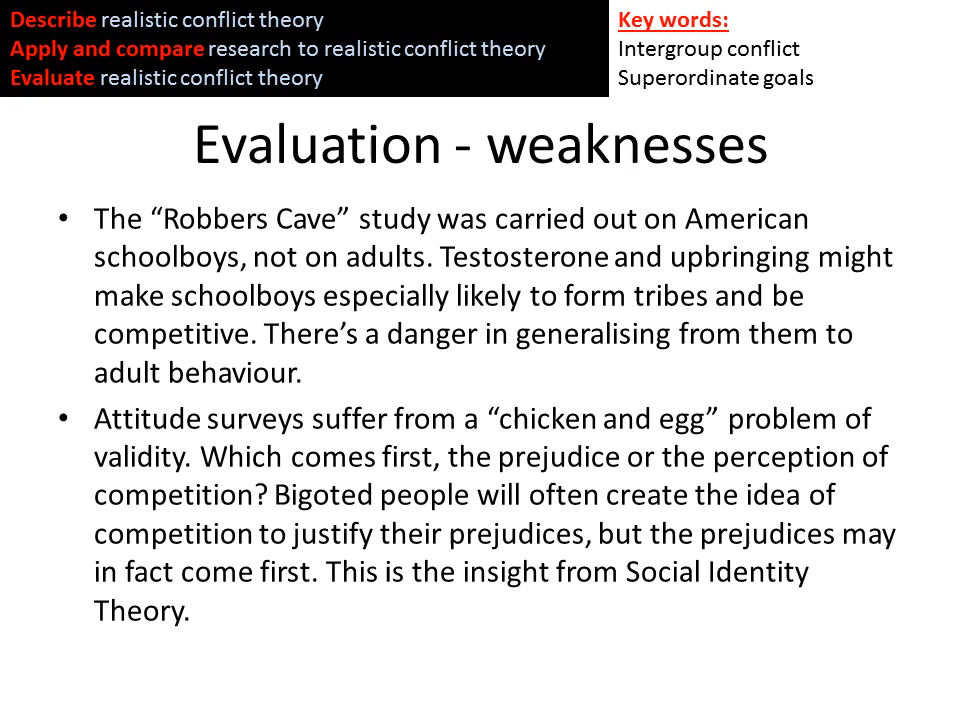 Describe realistic conflict theory
Apply and compare research to realistic conflict theory
Evaluate realistic conflict theory
Key words:
Intergroup conflict
Superordinate goals
Evaluation - weaknesses
• The “Robbers Cave” study was carried out on American
schoolboys, not on adults. Testosterone and upbringing might
make schoolboys especially likely to form tribes and be
competitive. There’s a danger in generalising from them to
adult behaviour.
• Attitude surveys suffer from a “chicken and egg” problem of
validity. Which comes first, the prejudice or the perception of
competition? Bigoted people will often create the idea of
competition to justify their prejudices, but the prejudices may
in fact come first. This is the insight from Social Identity
Theory.